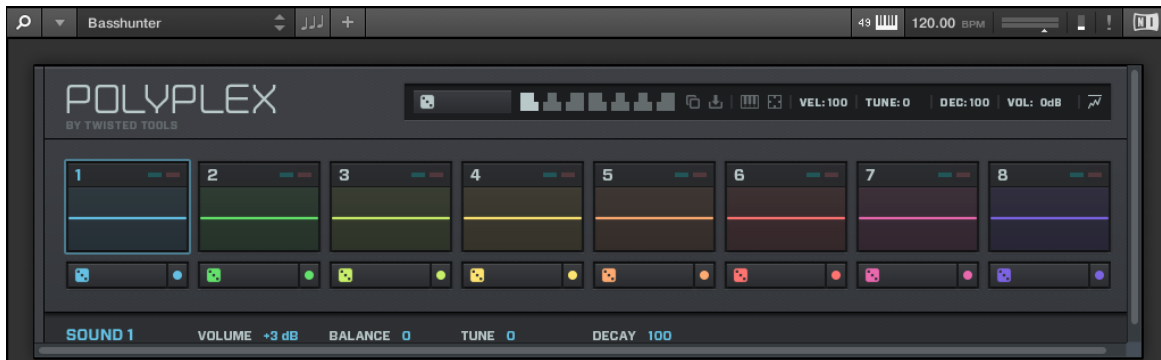 Basshunter 49 120.00 BPM ! NI
POLYPLEX
BY TWISTED TOOLS
VEL: 100 TUNE: 0 DEC: 100 VOL: 0dB
1 2 3 4 5 6 7 8
SOUND 1 VOLUME +3 dB BALANCE 0 TUNE 0 DECAY 100